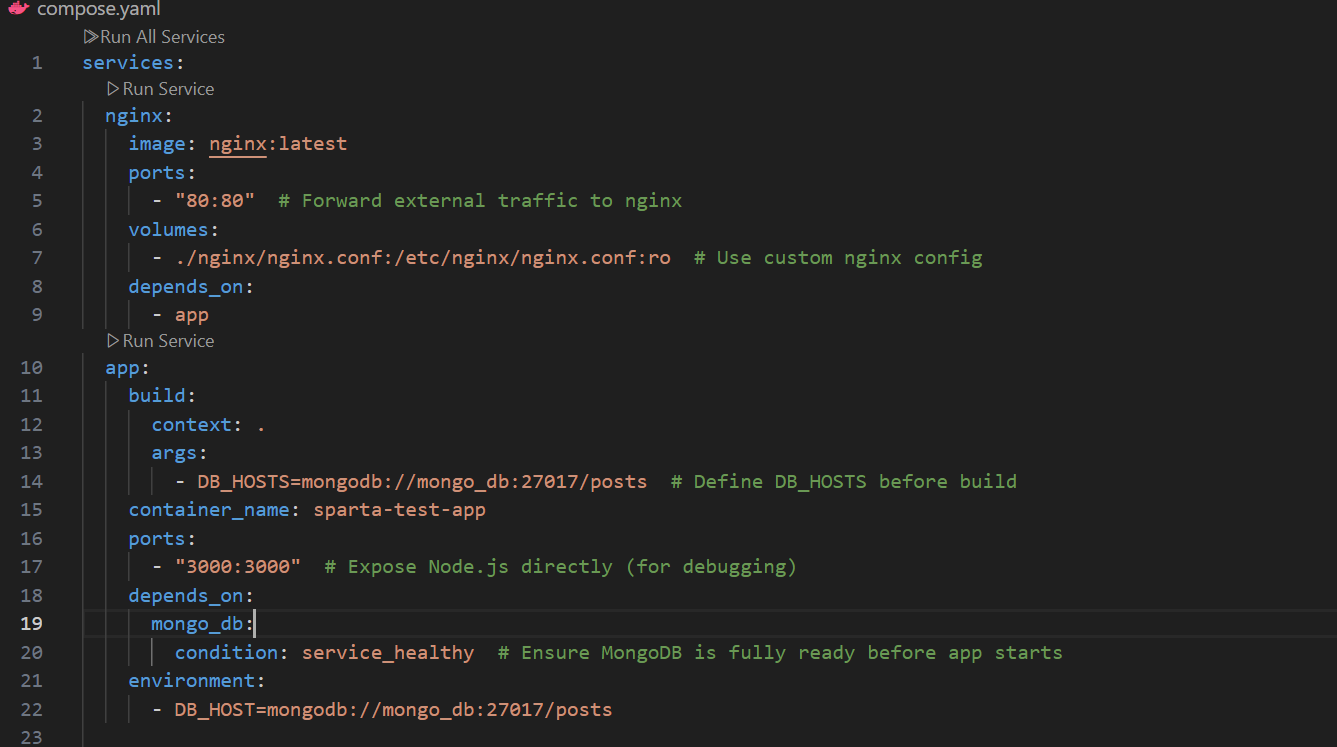 compose.yaml
Run All Services
1 services:
Run Service
2 nginx:
3 image: nginx:latest
4 ports:
5 - "80:80" # Forward external traffic to nginx
6 volumes:
7 - ./nginx/nginx.conf:/etc/nginx/nginx.conf:ro # Use custom nginx config
8 depends_on:
9 - app
Run Service
10 app:
11 build:
12 context: .
13 args:
14 - DB_HOSTS=mongodb://mongo_db:27017/posts # Define DB_HOSTS before build
15 container_name: sparta-test-app
16 ports:
17 - "3000:3000" # Expose Node.js directly (for debugging)
18 depends_on:
19 mongo_db:
20 condition: service_healthy # Ensure MongoDB is fully ready before app starts
21 environment:
22 - DB_HOST=mongodb://mongo_db:27017/posts
23